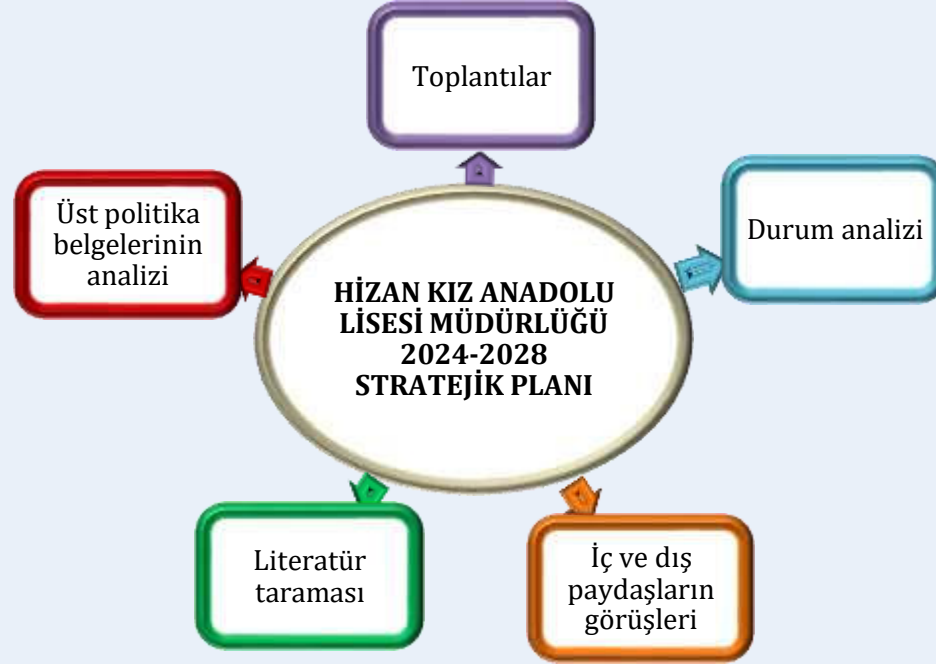 Toplantılar
Üst politika
belgelerinin
analizi
Durum analizi
HİZAN KIZ ANADOLU
LİSESİ MÜDÜRLÜĞÜ
2024-2028
STRATEJİK PLANI
Literatür
taraması
İç ve dış
paydaşların
görüşleri